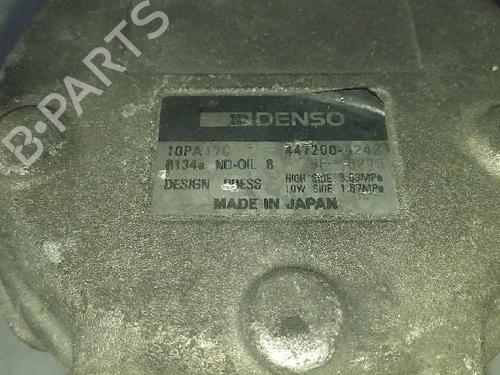 B-PARTS
DENSO
10PA17C 447200-4242
R134a ND-OIL 8
DESIGN PRESS HIGH SIDE 3.53MPa
LOW SIDE 1.67MPa
MADE IN JAPAN